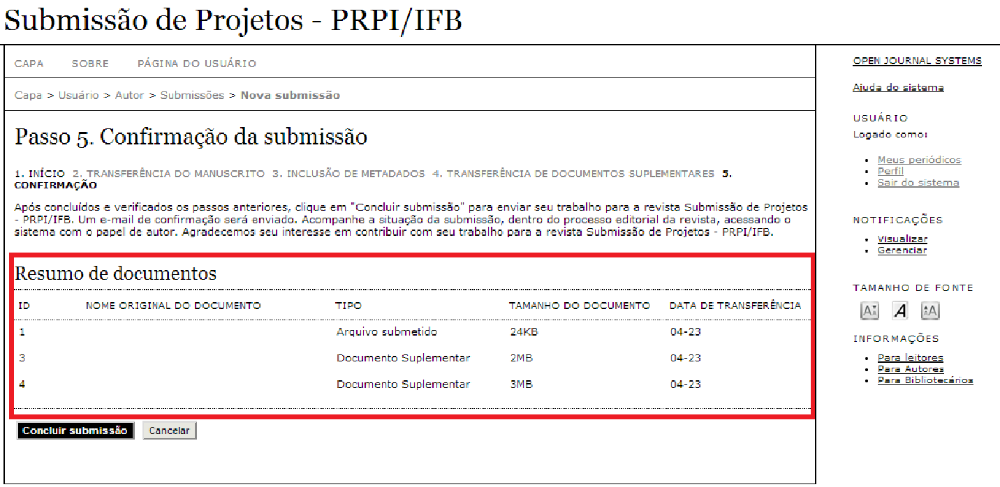 Submissão de Projetos - PRPI/IFB
CAPA SOBRE PÁGINA DO USUÁRIO
Capa > Usuário > Autor > Submissões > Nova submissão
Passo 5. Confirmação da submissão
1. INÍCIO 2. TRANSFERÊNCIA DO MANUSCRITO 3. INCLUSÃO DE METADADOS 4. TRANSFERÊNCIA DE DOCUMENTOS SUPLEMENTARES 5.
CONFIRMAÇÃO
Após concluídos e verificados os passos anteriores, clique em "Concluir submissão" para enviar seu trabalho para a revista Submissão de Projetos
- PRPI/IFB. Um e-mail de confirmação será enviado. Acompanhe a situação da submissão, dentro do processo editorial da revista, acessando o
sistema com o papel de autor. Agradecemos seu interesse em contribuir com seu trabalho para a revista Submissão de Projetos - PRPI/IFB.
Resumo de documentos
ID NOME ORIGINAL DO DOCUMENTO TIPO TAMANHO DO DOCUMENTO DATA DE TRANSFERÊNCIA
1 Arquivo submetido 24KB 04-23
3 Documento Suplementar 2MB 04-23
4 Documento Suplementar 3MB 04-23
Concluir submissão Cancelar
OPEN JOURNAL SYSTEMS
Ajuda do sistema
USUÁRIO
Logado como:
Meus periódicos
Perfil
Sair do sistema
NOTIFICAÇÕES
Visualizar
Gerenciar
TAMANHO DE FONTE
A A A
INFORMAÇÕES
Para leitores
Para Autores
Para Bibliotecários